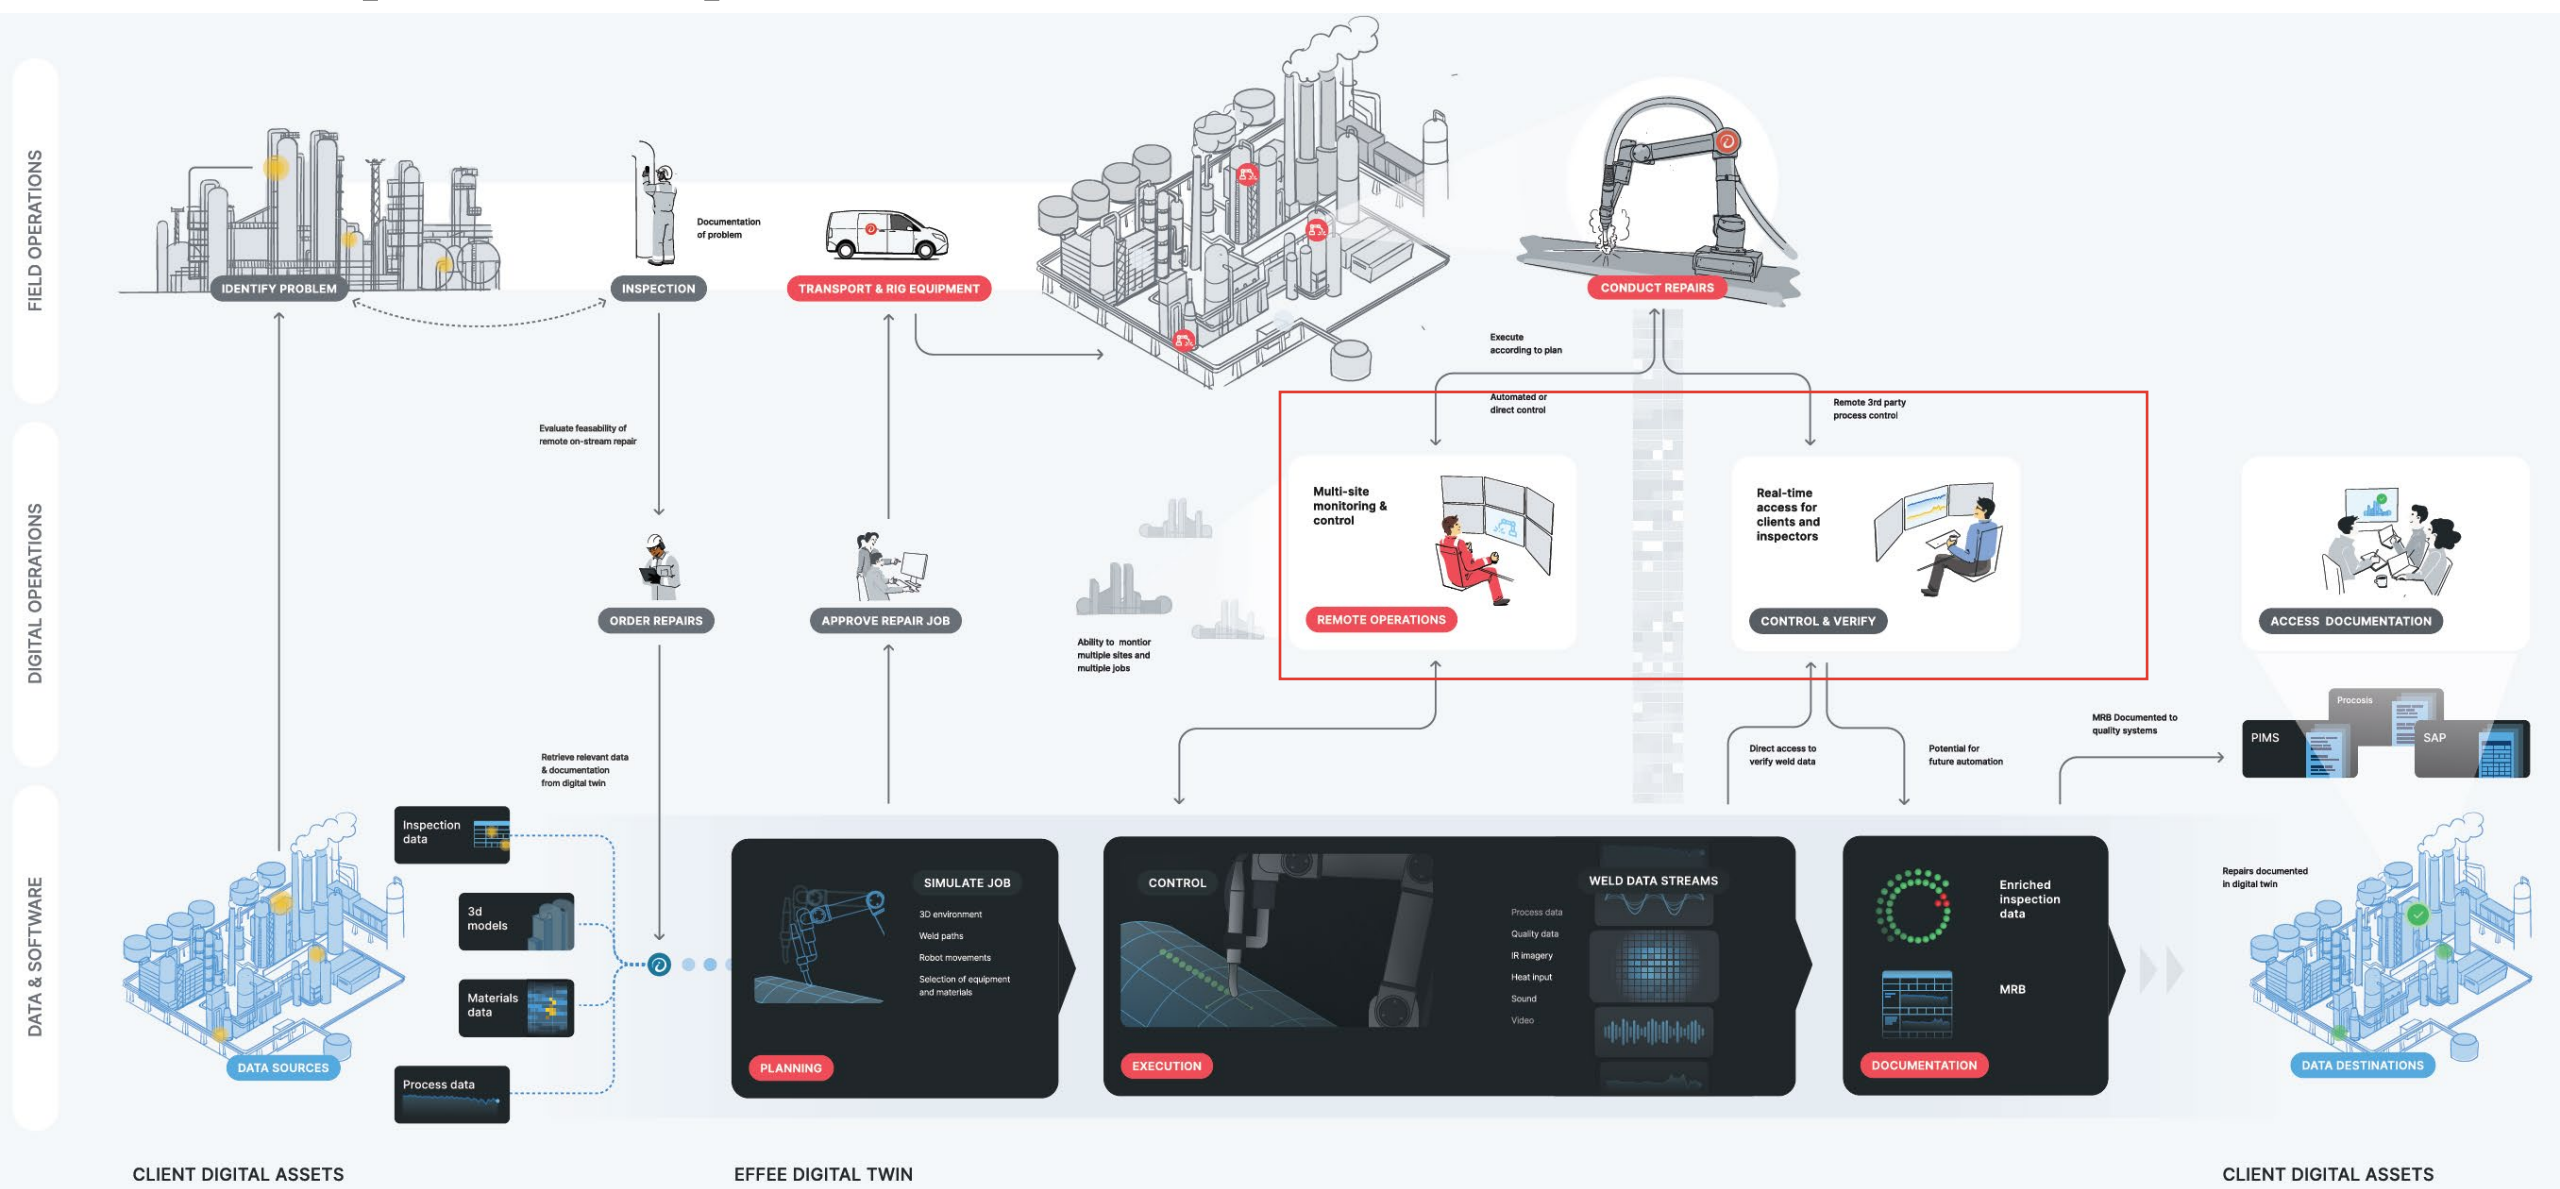 FIELD OPERATIONS
IDENTIFY PROBLEM
INSPECTION
Documentation
of problem
TRANSPORT & RIG EQUIPMENT
CONDUCT REPAIRS
Execute
according to plan
Automated or
direct control
Remote 3rd party
process control
DIGITAL OPERATIONS
Evaluate feasability of
remote on-stream repair
ORDER REPAIRS
APPROVE REPAIR JOB
Ability to montior
multiple sites and
multiple jobs
Multi-site
monitoring &
control
REMOTE OPERATIONS
Real-time
access for
clients and
inspectors
CONTROL & VERIFY
ACCESS DOCUMENTATION
Retrieve relevant data
& documentation
from digital twin
Direct access to
verify weld data
Potential for
future automation
MRB Documented to
quality systems
Procosis
PIMS
SAP
DATA & SOFTWARE
DATA SOURCES
Inspection
data
3d
models
Materials
data
Process data
SIMULATE JOB
3D environment
Weld paths
Robot movements
Selection of equipment
and materials
PLANNING
CONTROL
EXECUTION
WELD DATA STREAMS
Process data
Quality data
IR imagery
Heat input
Sound
Video
Enriched
inspection
data
MRB
DOCUMENTATION
Repairs documented
in digital twin
DATA DESTINATIONS
CLIENT DIGITAL ASSETS
EFFEE DIGITAL TWIN
CLIENT DIGITAL ASSETS